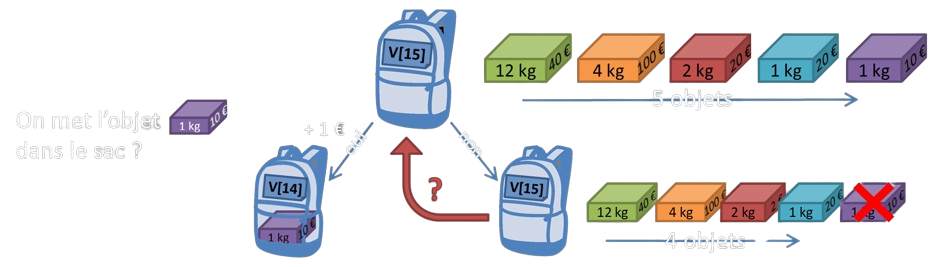 V[15]
12 kg 40 €
4 kg 100 €
2 kg 20 €
1 kg 20 €
1 kg 10 €
5 objets
On met l'objet
dans le sac ?
1 kg 10 €
oui
non
V[14]
1 kg 10 €
?
V[15]
12 kg 40 €
4 kg 100 €
2 kg
1 kg 20 €
1 kg 10 €
4 objets